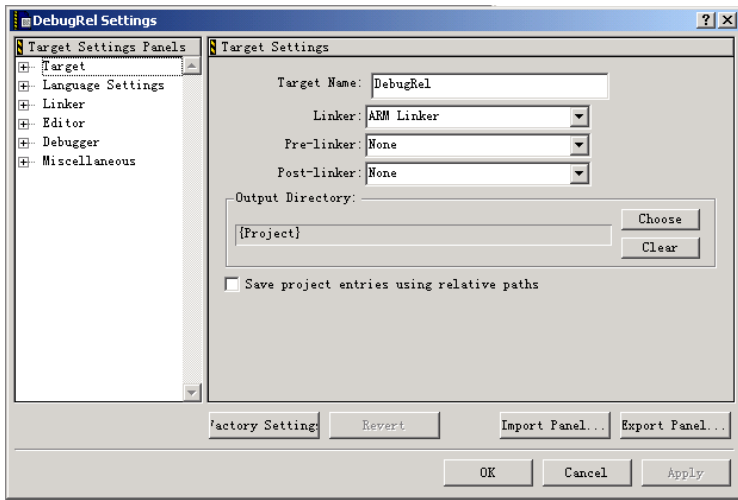 DebugRel Settings
Target Settings Panels
Target
Language Settings
Linker
Editor
Debugger
Miscellaneous
Target Settings
Target Name: DebugRel
Linker: ARM Linker
Pre-linker: None
Post-linker: None
Output Directory:
Choose
{Project}
Clear
Save project entries using relative paths
Factory Settings
Revert
Import Panel...
Export Panel...
OK
Cancel
Apply